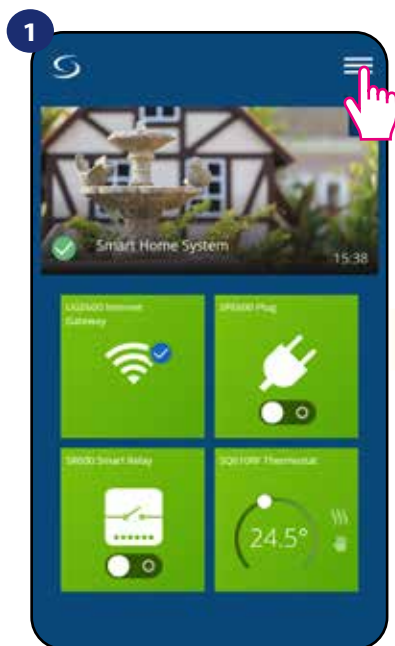 1
Smart Home System
15:38
UGE600 Internet
Gateway
SPE600 Plug
SR600 Smart Relay
SQ610RF Thermostat
24.5°